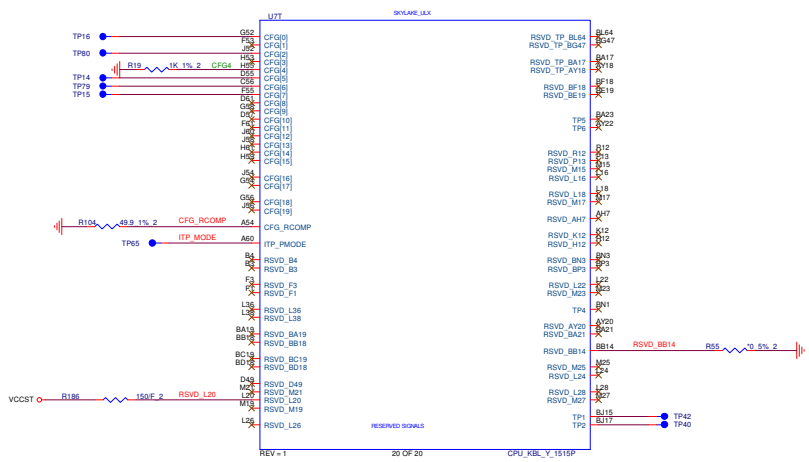 U7T
SKYLAKE_ULX
TP16
G52
CFG[0]
F53
CFG[1]
TP80
J52
CFG[2]
H53
CFG[3]
R19
1K_1%_2
CFG4
H55
CFG[4]
TP14
D55
CFG[5]
TP79
C56
CFG[6]
TP15
F55
CFG[7]
D61
CFG[8]
G58
CFG[9]
D57
CFG[10]
F61
CFG[11]
J60
CFG[12]
CFG[13]
H61
CFG[14]
H59
CFG[15]
J54
CFG[16]
CFG[17]
G56
CFG[18]
CFG[19]
R104
49.9_1%_2
CFG_RCOMP
A54
CFG_RCOMP
TP65
ITP_MODE
A60
ITP_PMODE
B4
RSVD_B4
B3
RSVD_B3
F3
RSVD_F3
F1
RSVD_F1
L36
RSVD_L36
L38
RSVD_L38
BA19
RSVD_BA19
BB18
RSVD_BB18
BC19
RSVD_BC19
BD18
RSVD_BD18
D49
RSVD_D49
M21
RSVD_M21
VCCST
R186
150/F_2
RSVD_L20
L20
RSVD_L20
M19
RSVD_M19
L26
RSVD_L26
RSVD_TP_BL64
BL64
RSVD_TP_BG47
BG47
RSVD_TP_BA17
BA17
RSVD_TP_AY18
AY18
RSVD_BF18
BF18
RSVD_BE19
BE19
TP5
BA23
TP6
AY22
RSVD_R12
R12
RSVD_P13
P13
RSVD_M15
M15
RSVD_L16
L16
RSVD_L18
L18
RSVD_M17
M17
RSVD_AH7
AH7
RSVD_K12
K12
RSVD_H12
H12
RSVD_BN3
BN3
RSVD_BP3
BP3
RSVD_L22
L22
RSVD_M23
M23
TP4
BN1
RSVD_AY20
AY20
RSVD_BA21
BA21
RSVD_BB14
BB14
RSVD_BB14
R55
*0_5%_2
RSVD_M25
M25
RSVD_L24
L24
RSVD_L28
L28
RSVD_M27
M27
TP1
BJ15
TP42
TP2
BJ17
TP40
RESERVED SIGNALS
REV = 1
20 OF 20
CPU_KBL_Y_1515P